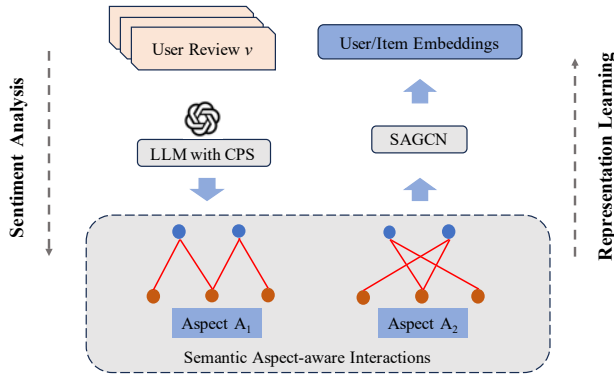 User Review v
User/Item Embeddings
Sentiment Analysis
Representation Learning
LLM with CPS
SAGCN
Aspect A₁
Aspect A₂
Semantic Aspect-aware Interactions